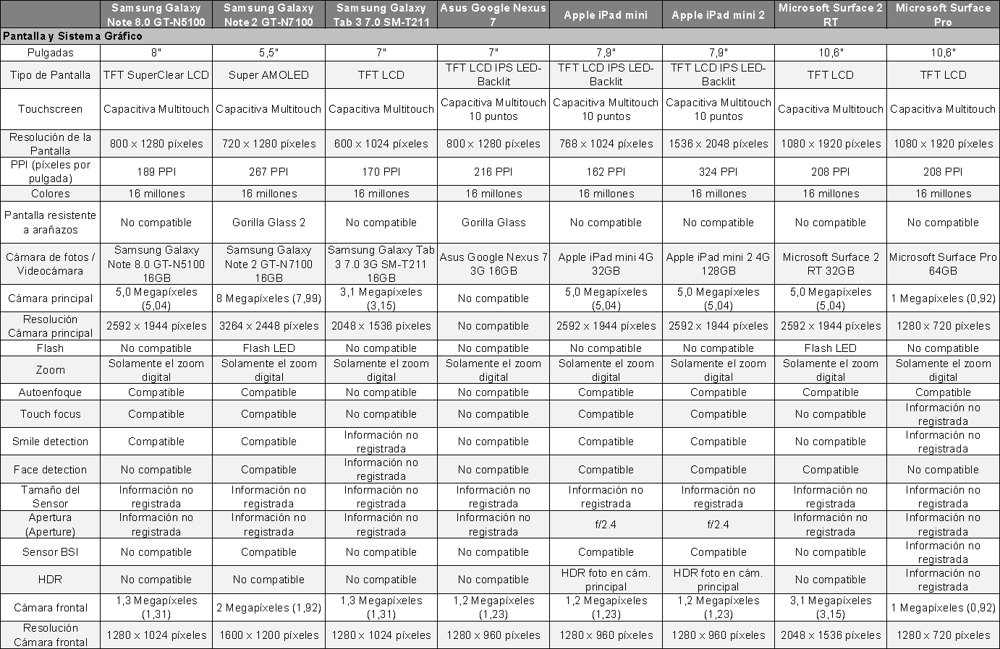 Samsung Galaxy Note 8.0 GT-N5100 | Samsung Galaxy Note 2 GT-N7100 | Samsung Galaxy Tab 3 7.0 SM-T211 | Asus Google Nexus 7 | Apple iPad mini | Apple iPad mini 2 | Microsoft Surface 2 RT | Microsoft Surface Pro
Pantalla y Sistema Gráfico
Pulgadas | 8" | 5,5" | 7" | 7" | 7,9" | 7,9" | 10,6" | 10,6"
Tipo de Pantalla | TFT SuperClear LCD | Super AMOLED | TFT LCD | TFT LCD IPS LED-Backlit | TFT LCD IPS LED-Backlit | TFT LCD IPS LED-Backlit | TFT LCD | TFT LCD
Touchscreen | Capacitiva Multitouch | Capacitiva Multitouch | Capacitiva Multitouch | Capacitiva Multitouch 10 puntos | Capacitiva Multitouch 10 puntos | Capacitiva Multitouch 10 puntos | Capacitiva Multitouch | Capacitiva Multitouch
Resolución de la Pantalla | 800 x 1280 píxeles | 720 x 1280 píxeles | 600 x 1024 píxeles | 800 x 1280 píxeles | 768 x 1024 píxeles | 1536 x 2048 píxeles | 1080 x 1920 píxeles | 1080 x 1920 píxeles
PPI (píxeles por pulgada) | 189 PPI | 267 PPI | 170 PPI | 216 PPI | 162 PPI | 324 PPI | 208 PPI | 208 PPI
Colores | 16 millones | 16 millones | 16 millones | 16 millones | 16 millones | 16 millones | 16 millones | 16 millones
Pantalla resistente a arañazos | No compatible | Gorilla Glass 2 | No compatible | Gorilla Glass | No compatible | No compatible | No compatible | No compatible
Cámara de fotos / Videocámara | Samsung Galaxy Note 8.0 GT-N5100 16GB | Samsung Galaxy Note 2 GT-N7100 16GB | Samsung Galaxy Tab 3 7.0 3G SM-T211 16GB | Asus Google Nexus 7 3G 16GB | Apple iPad mini 4G 32GB | Apple iPad mini 2 4G 128GB | Microsoft Surface 2 RT 32GB | Microsoft Surface Pro 64GB
Cámara principal | 5,0 Megapíxeles (5,04) | 8 Megapíxeles (7,99) | 3,1 Megapíxeles (3,15) | No compatible | 5,0 Megapíxeles (5,04) | 5,0 Megapíxeles (5,04) | 5,0 Megapíxeles (5,04) | 1 Megapíxeles (0,92)
Resolución Cámara principal | 2592 x 1944 píxeles | 3264 x 2448 píxeles | 2048 x 1536 píxeles | No compatible | 2592 x 1944 píxeles | 2592 x 1944 píxeles | 2592 x 1944 píxeles | 1280 x 720 píxeles
Flash | No compatible | Flash LED | No compatible | No compatible | No compatible | No compatible | Flash LED | No compatible
Zoom | Solamente el zoom digital | Solamente el zoom digital | Solamente el zoom digital | Solamente el zoom digital | Solamente el zoom digital | Solamente el zoom digital | Solamente el zoom digital | Solamente el zoom digital
Autoenfoque | Compatible | Compatible | No compatible | No compatible | Compatible | Compatible | Compatible | Compatible
Touch focus | Compatible | Compatible | No compatible | No compatible | Compatible | Compatible | No compatible | Información no registrada
Smile detection | Compatible | Compatible | Información no registrada | No compatible | Compatible | Compatible | No compatible | Información no registrada
Face detection | No compatible | Compatible | Información no registrada | No compatible | Compatible | Compatible | Compatible | No compatible
Tamaño del Sensor | Información no registrada | Información no registrada | Información no registrada | Información no registrada | Información no registrada | Información no registrada | Información no registrada | Información no registrada
Apertura (Aperture) | Información no registrada | Información no registrada | Información no registrada | Información no registrada | f/2.4 | f/2.4 | Información no registrada | Información no registrada
Sensor BSI | No compatible | Compatible | No compatible | No compatible | Compatible | Compatible | No compatible | Información no registrada
HDR | No compatible | No compatible | No compatible | No compatible | HDR foto en cám. principal | HDR foto en cám. principal | No compatible | Información no registrada
Cámara frontal | 1,3 Megapíxeles (1,31) | 2 Megapíxeles (1,92) | 1,3 Megapíxeles (1,31) | 1,2 Megapíxeles (1,23) | 1,2 Megapíxeles (1,23) | 1,2 Megapíxeles (1,23) | 3,1 Megapíxeles (3,15) | 1 Megapíxeles (0,92)
Resolución Cámara frontal | 1280 x 1024 píxeles | 1600 x 1200 píxeles | 1280 x 1024 píxeles | 1280 x 960 píxeles | 1280 x 960 píxeles | 1280 x 960 píxeles | 2048 x 1536 píxeles | 1280 x 720 píxeles